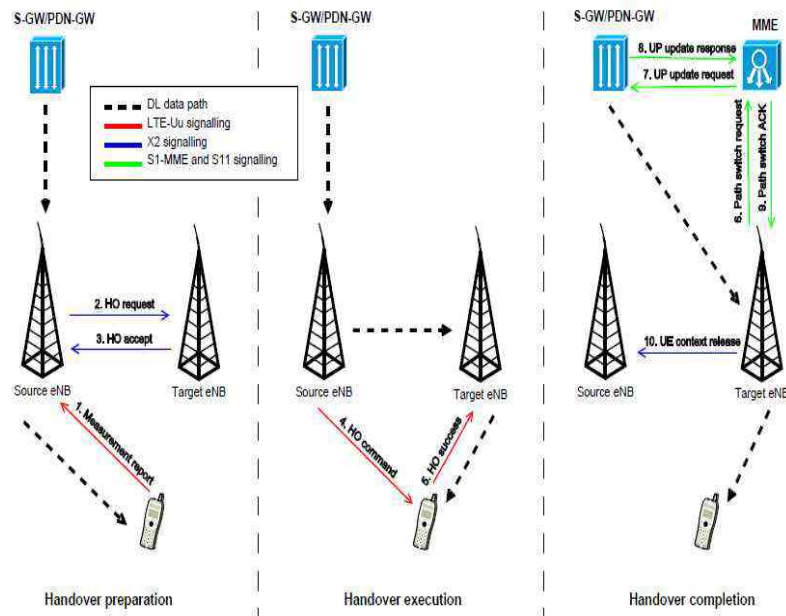 S-GW/PDN-GW
DL data path
LTE-Uu signalling
X2 signalling
S1-MME and S11 signalling
2. HO request
3. HO accept
Source eNB
Target eNB
1. Measurement report
Handover preparation
S-GW/PDN-GW
Source eNB
Target eNB
4. HO command
5. HO success
Handover execution
S-GW/PDN-GW
MME
8. UP update response
7. UP update request
6. Path switch request
9. Path switch ACK
10. UE context release
Source eNB
Target eNB
Handover completion